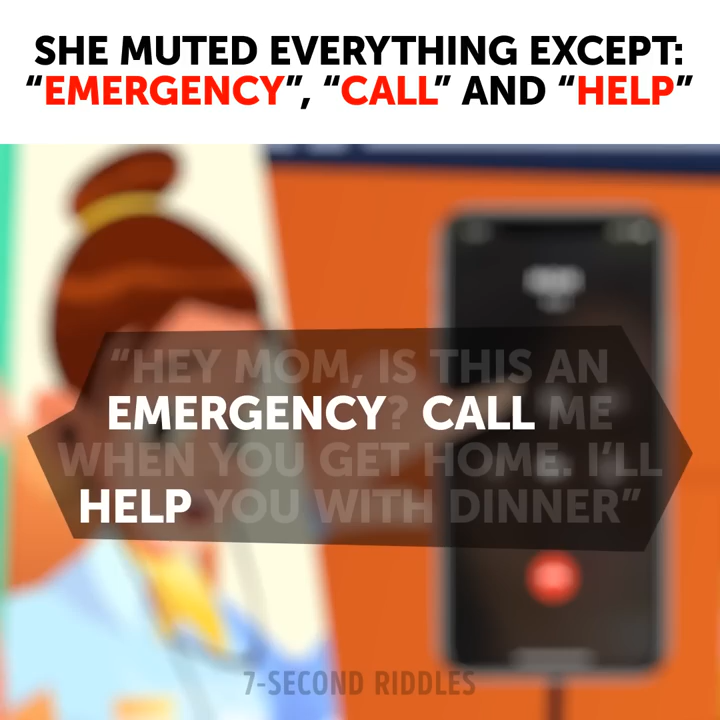 SHE MUTED EVERYTHING EXCEPT:
“EMERGENCY”, “CALL” AND “HELP”
“HEY MOM, IS THIS AN
EMERGENCY? CALL ME
WHEN YOU GET HOME. I’LL
HELP YOU WITH DINNER”
7-SECOND RIDDLES